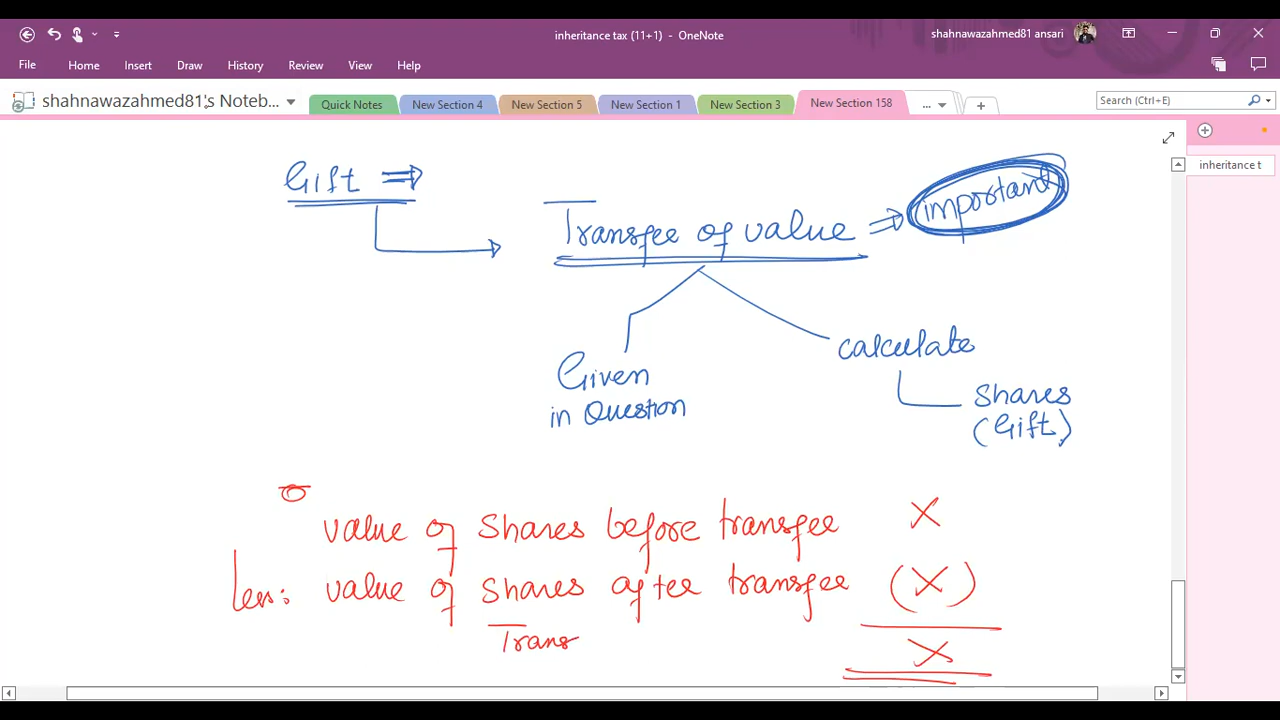 inheritance tax (11+1) - OneNote
shahnawazahmed81 ansari
File Home Insert Draw History Review View Help
shahnawazahmed81's Noteb...
Quick Notes New Section 4 New Section 5 New Section 1 New Section 3 New Section 158 ...
Search (Ctrl+E)
inheritance t
Gift ⇒
important
Transfer of value ⇒
Given
in Question
calculate
Shares
(Gift)
value of shares before transfer X
Less: value of shares after transfer (X)
Trans
X